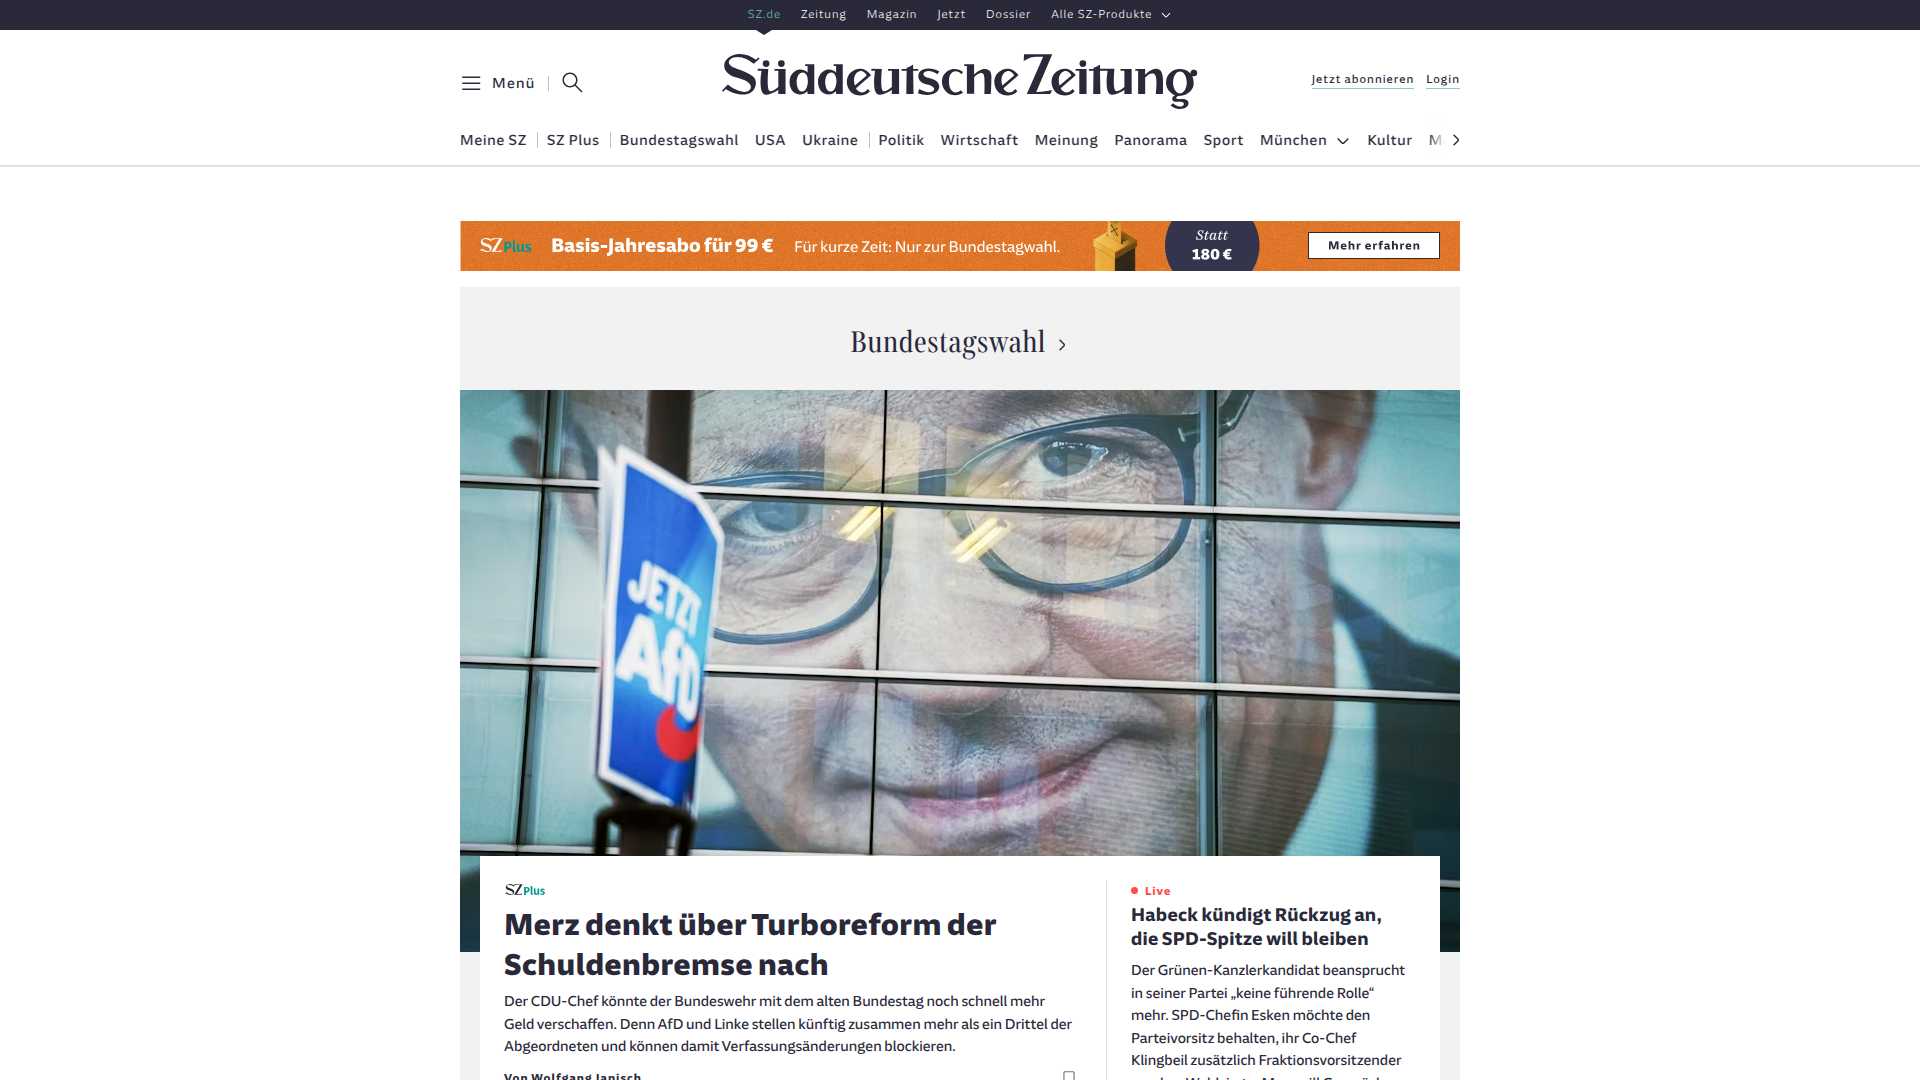 SZ.de Zeitung Magazin Jetzt Dossier Alle SZ-Produkte
Menü
Süddeutsche Zeitung
Jetzt abonnieren Login
Meine SZ SZ Plus Bundestagswahl USA Ukraine Politik Wirtschaft Meinung Panorama Sport München Kultur M
SZ Plus Basis-Jahresabo für 99 € Für kurze Zeit: Nur zur Bundestagwahl. Statt 180 € Mehr erfahren
Bundestagswahl
JETZT
AfD
SZ Plus
Merz denkt über Turboreform der
Schuldenbremse nach
Der CDU-Chef könnte der Bundeswehr mit dem alten Bundestag noch schnell mehr
Geld verschaffen. Denn AfD und Linke stellen künftig zusammen mehr als ein Drittel der
Abgeordneten und können damit Verfassungsänderungen blockieren.
Von Wolfgang Janisch
Live
Habeck kündigt Rückzug an,
die SPD-Spitze will bleiben
Der Grünen-Kanzlerkandidat beansprucht
in seiner Partei „keine führende Rolle“
mehr. SPD-Chefin Esken möchte den
Parteivorsitz behalten, ihr Co-Chef
Klingbeil zusätzlich Fraktionsvorsitzender